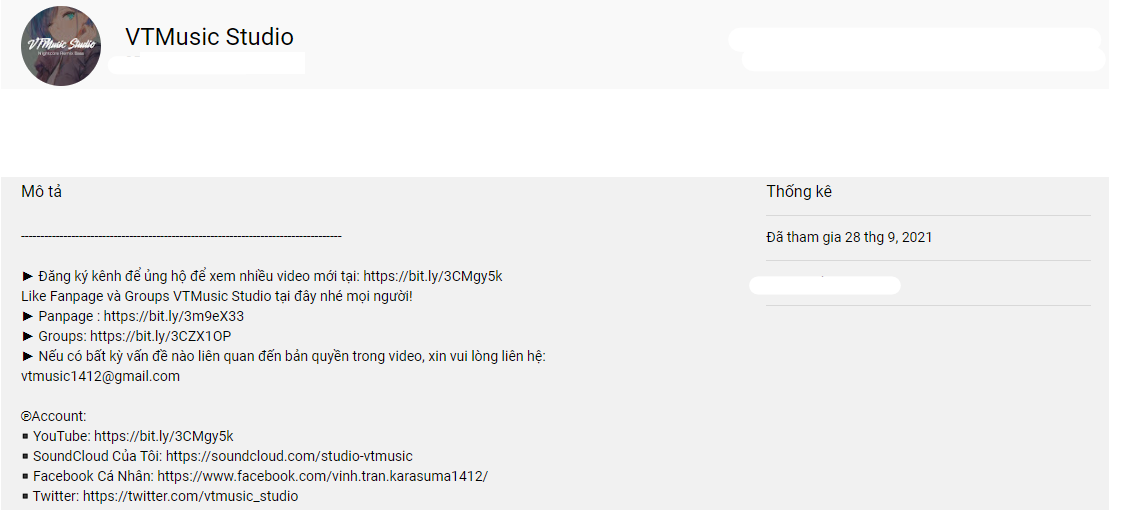 VTMusic Studio
Nightcore Remix Bass
VTMusic Studio
Mô tả
--------------------------------------------------------------------------------
► Đăng ký kênh để ủng hộ để xem nhiều video mới tại: https://bit.ly/3CMgy5k
Like Fanpage và Groups VTMusic Studio tại đây nhé mọi người!
► Panpage : https://bit.ly/3m9eX33
► Groups: https://bit.ly/3CZX1OP
► Nếu có bất kỳ vấn đề nào liên quan đến bản quyền trong video, xin vui lòng liên hệ:
vtmusic1412@gmail.com
℗Account:
▪ YouTube: https://bit.ly/3CMgy5k
▪ SoundCloud Của Tôi: https://soundcloud.com/studio-vtmusic
▪ Facebook Cá Nhân: https://www.facebook.com/vinh.tran.karasuma1412/
▪ Twitter: https://twitter.com/vtmusic_studio
Thống kê
Đã tham gia 28 thg 9, 2021